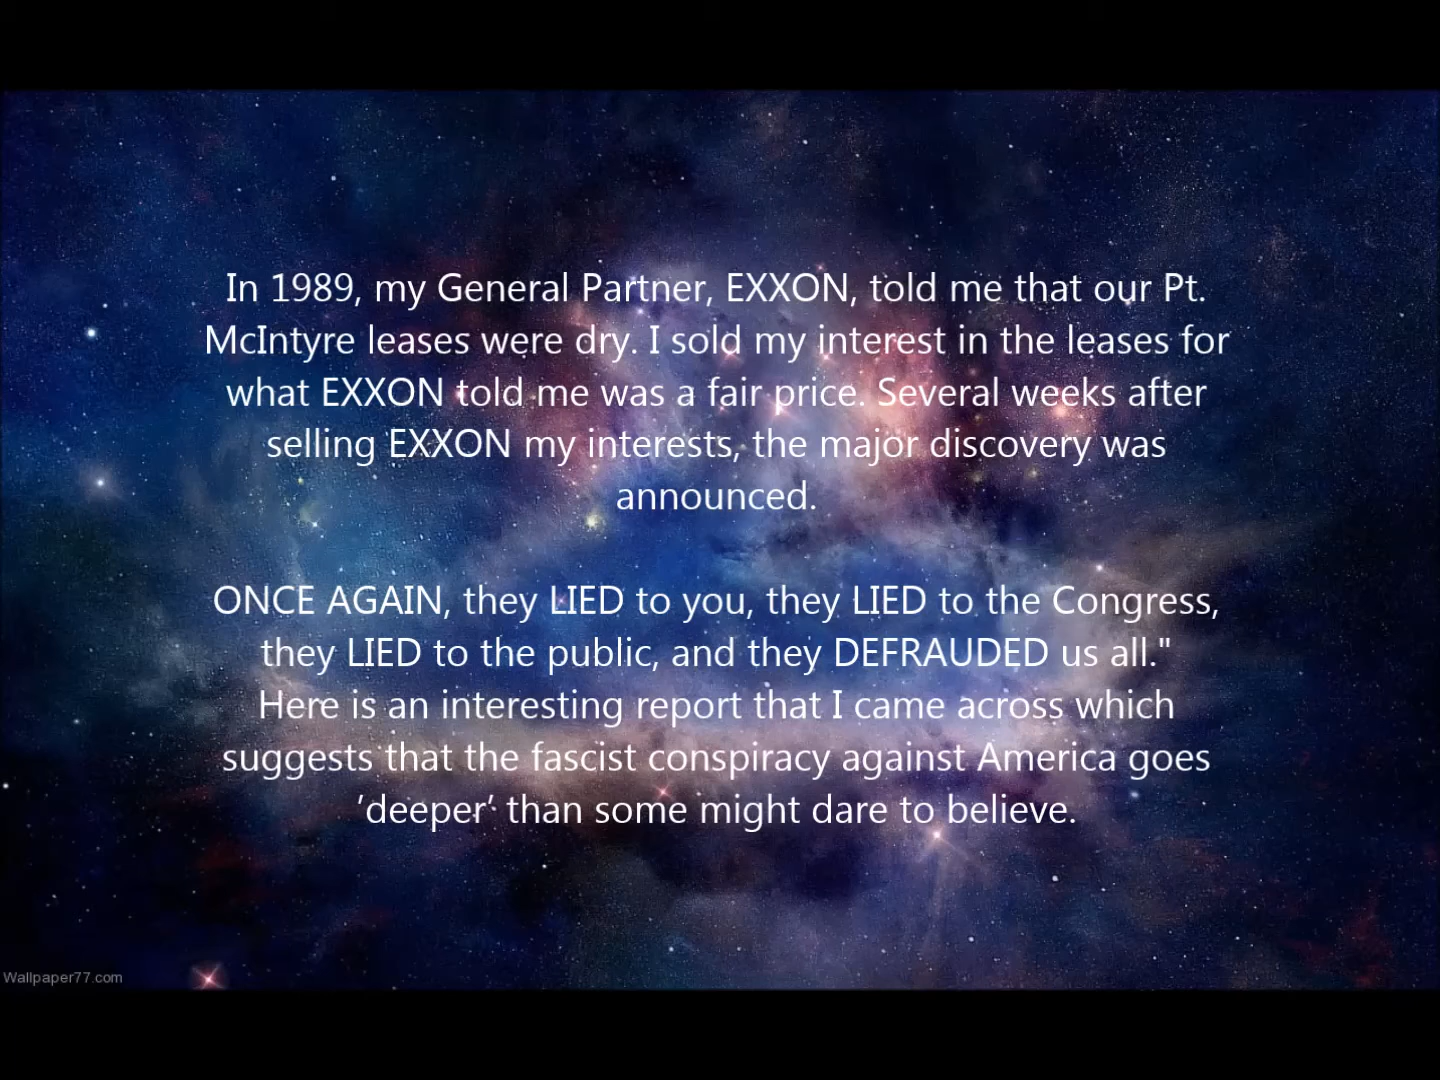 In 1989, my General Partner, EXXON, told me that our Pt.
McIntyre leases were dry. I sold my interest in the leases for
what EXXON told me was a fair price. Several weeks after
selling EXXON my interests, the major discovery was
announced.
ONCE AGAIN, they LIED to you, they LIED to the Congress,
they LIED to the public, and they DEFRAUDED us all."
Here is an interesting report that I came across which
suggests that the fascist conspiracy against America goes
'deeper' than some might dare to believe.
Wallpaper77.com